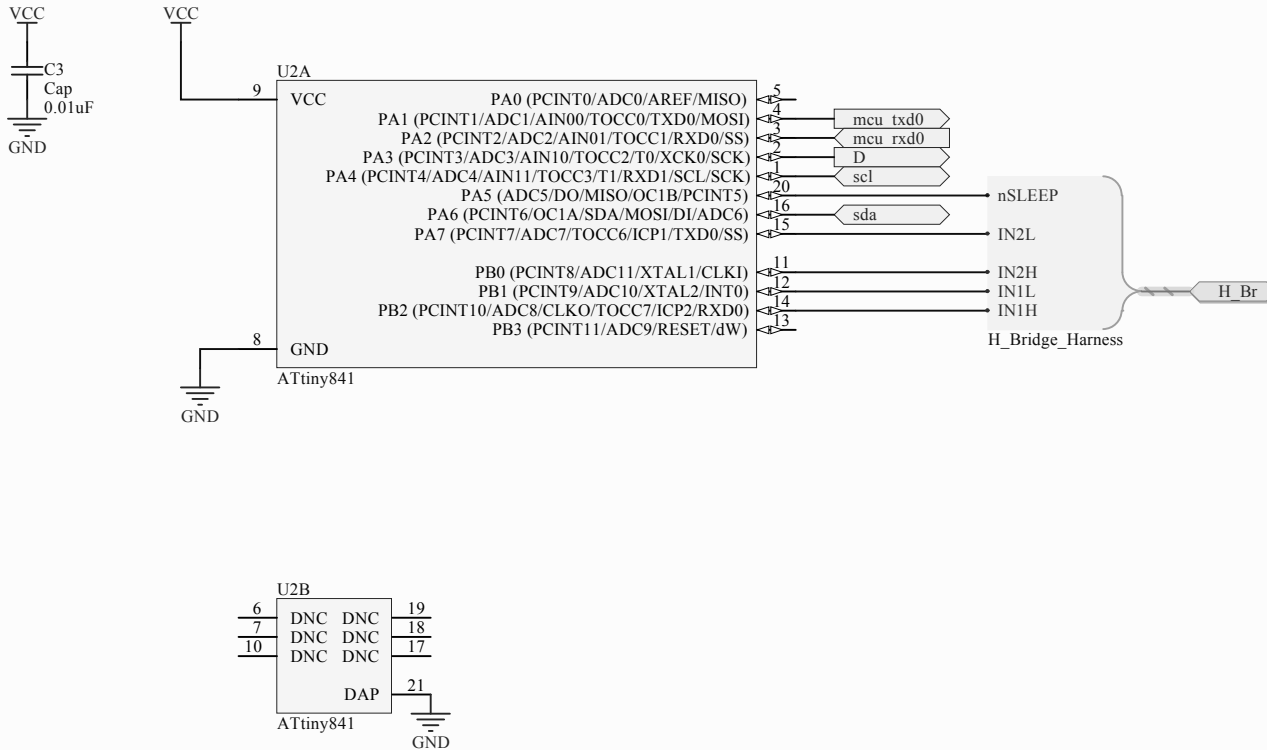 VCC
VCC
C3
Cap
0.01uF
GND
U2A
9
VCC
PA0 (PCINT0/ADC0/AREF/MISO)
5
PA1 (PCINT1/ADC1/AIN00/TOCC0/TXD0/MOSI)
4
mcu_txd0
PA2 (PCINT2/ADC2/AIN01/TOCC1/RXD0/SS)
3
mcu_rxd0
PA3 (PCINT3/ADC3/AIN10/TOCC2/T0/XCK0/SCK)
2
D
PA4 (PCINT4/ADC4/AIN11/TOCC3/T1/RXD1/SCL/SCK)
1
scl
PA5 (ADC5/DO/MISO/OC1B/PCINT5)
20
nSLEEP
PA6 (PCINT6/OC1A/SDA/MOSI/DI/ADC6)
16
sda
PA7 (PCINT7/ADC7/TOCC6/ICP1/TXD0/SS)
15
IN2L
PB0 (PCINT8/ADC11/XTAL1/CLKI)
11
IN2H
PB1 (PCINT9/ADC10/XTAL2/INT0)
12
IN1L
H_Br
PB2 (PCINT10/ADC8/CLKO/TOCC7/ICP2/RXD0)
14
IN1H
PB3 (PCINT11/ADC9/RESET/dW)
13
H_Bridge_Harness
8
GND
ATtiny841
GND
U2B
6
DNC
DNC
19
7
DNC
DNC
18
10
DNC
DNC
17
DAP
21
ATtiny841
GND